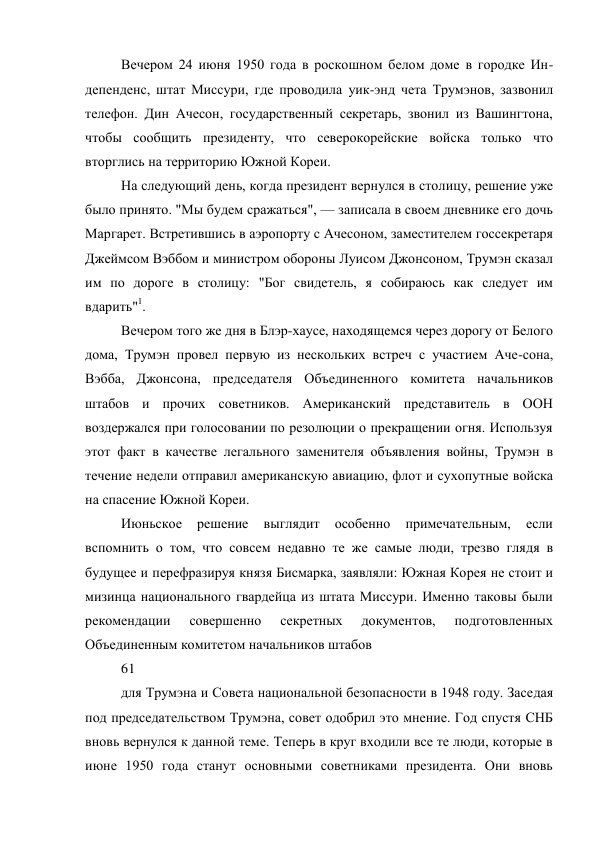 Вечером 24 июня 1950 года в роскошном белом доме в городке Ин-
депенденс, штат Миссури, где проводила уик-энд чета Трумэнов, зазвонил
телефон. Дин Ачесон, государственный секретарь, звонил из Вашингтона,
чтобы сообщить президенту, что северокорейские войска только что
вторглись на территорию Южной Кореи.
На следующий день, когда президент вернулся в столицу, решение уже
было принято. "Мы будем сражаться", — записала в своем дневнике его дочь
Маргарет. Встретившись в аэропорту с Ачесоном, заместителем госсекретаря
Джеймсом Вэббом и министром обороны Луисом Джонсоном, Трумэн сказал
им по дороге в столицу: "Бог свидетель, я собираюсь как следует им
вдарить"1.
Вечером того же дня в Блэр-хаусе, находящемся через дорогу от Белого
дома, Трумэн провел первую из нескольких встреч с участием Аче-сона,
Вэбба, Джонсона, председателя Объединенного комитета начальников
штабов и прочих советников. Американский представитель в ООН
воздержался при голосовании по резолюции о прекращении огня. Используя
этот факт в качестве легального заменителя объявления войны, Трумэн в
течение недели отправил американскую авиацию, флот и сухопутные войска
на спасение Южной Кореи.
Июньское решение выглядит особенно примечательным, если
вспомнить о том, что совсем недавно те же самые люди, трезво глядя в
будущее и перефразируя князя Бисмарка, заявляли: Южная Корея не стоит и
мизинца национального гвардейца из штата Миссури. Именно таковы были
рекомендации совершенно секретных документов, подготовленных
Объединенным комитетом начальников штабов
61
для Трумэна и Совета национальной безопасности в 1948 году. Заседая
под председательством Трумэна, совет одобрил это мнение. Год спустя СНБ
вновь вернулся к данной теме. Теперь в круг входили все те люди, которые в
июне 1950 года станут основными советниками президента. Они вновь